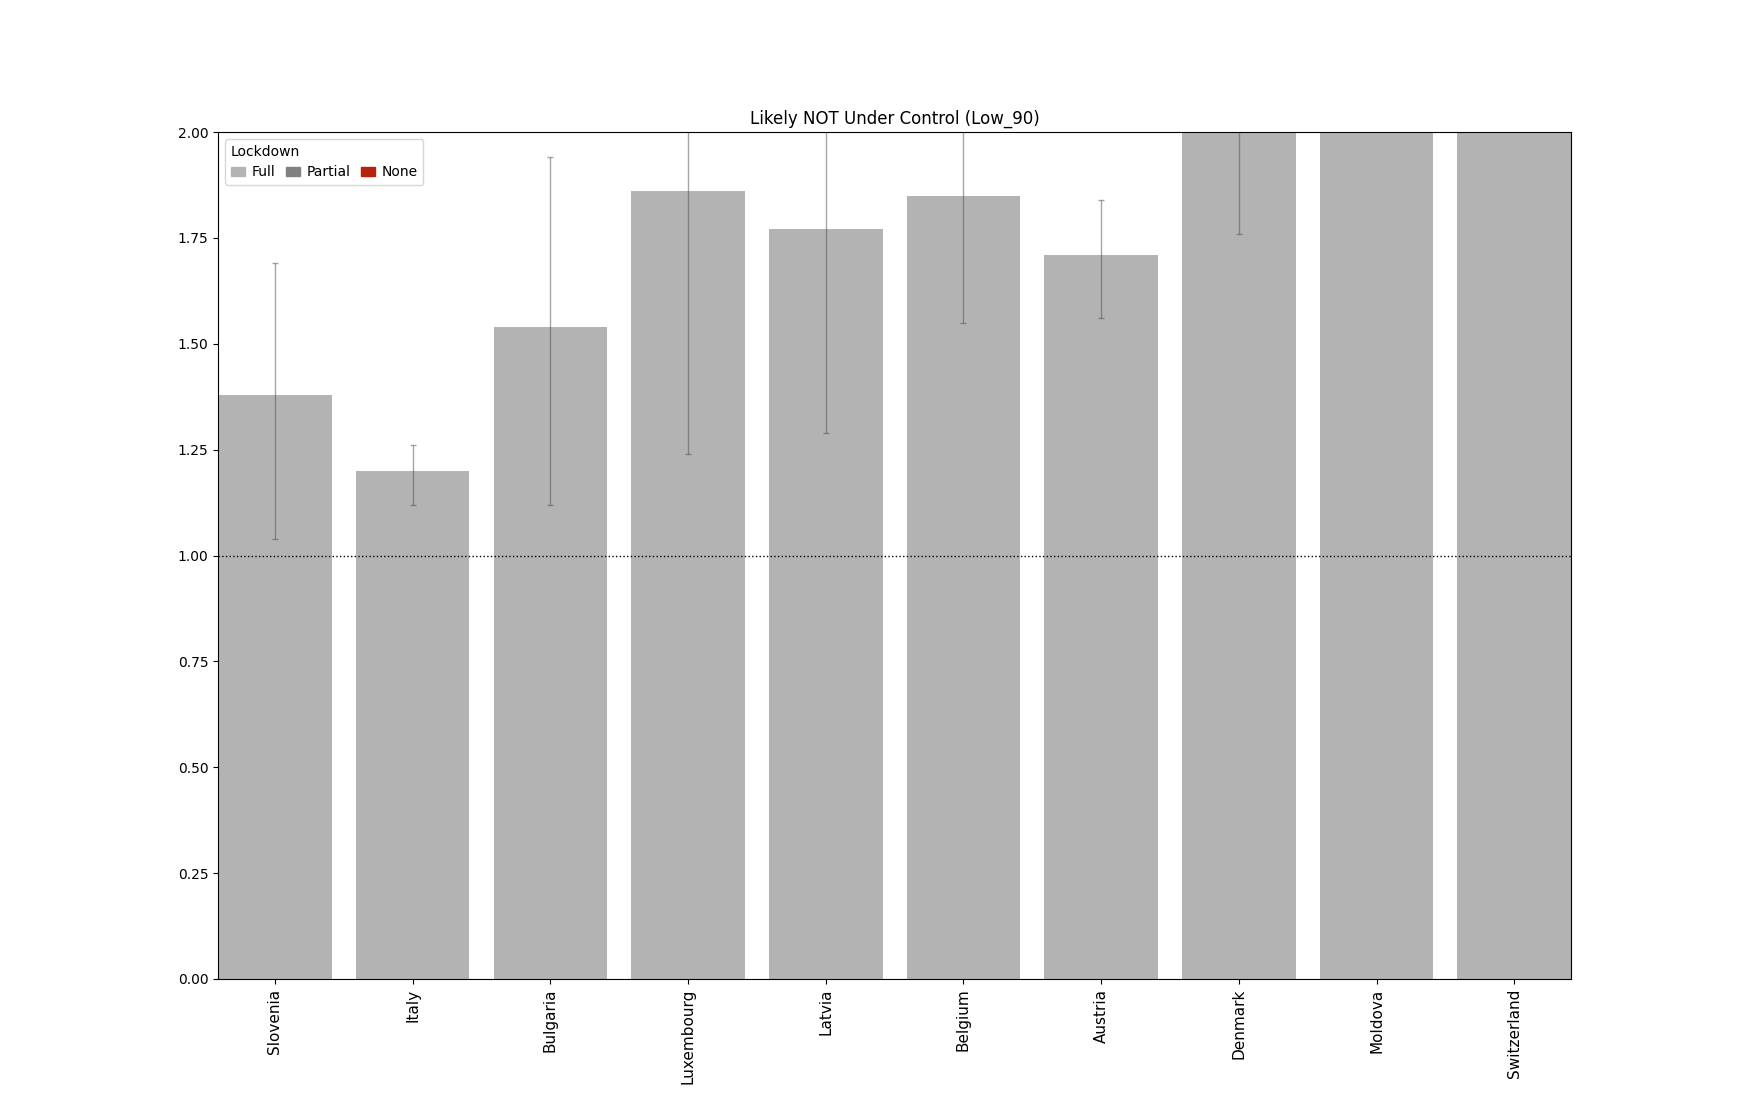 Likely NOT Under Control (Low_90)
Lockdown
Full Partial None
2.00
1.75
1.50
1.25
1.00
0.75
0.50
0.25
0.00
Slovenia
Italy
Bulgaria
Luxembourg
Latvia
Belgium
Austria
Denmark
Moldova
Switzerland